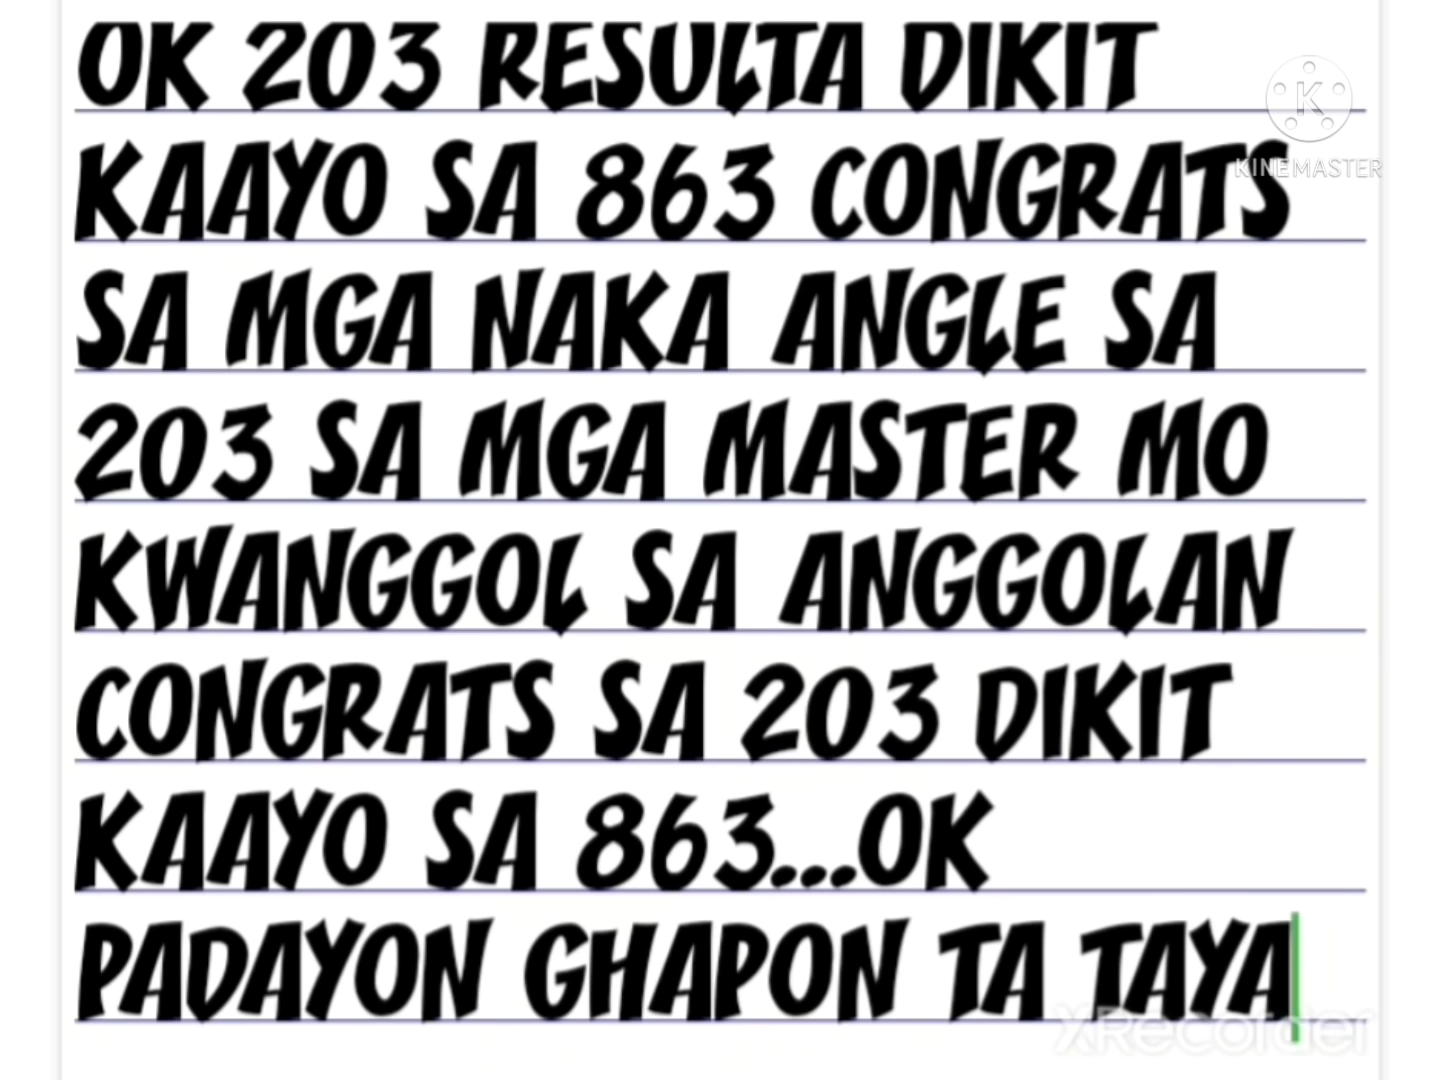 OK 203 RESULTA DIKIT
KAAYO SA 863 CONGRATS
SA MGA NAKA ANGLE SA
203 SA MGA MASTER MO
KWANGGOL SA ANGGOLAN
CONGRATS SA 203 DIKIT
KAAYO SA 863...OK
PADAYON GHAPON TA TAYA
K
KINEMASTER
XRecorder